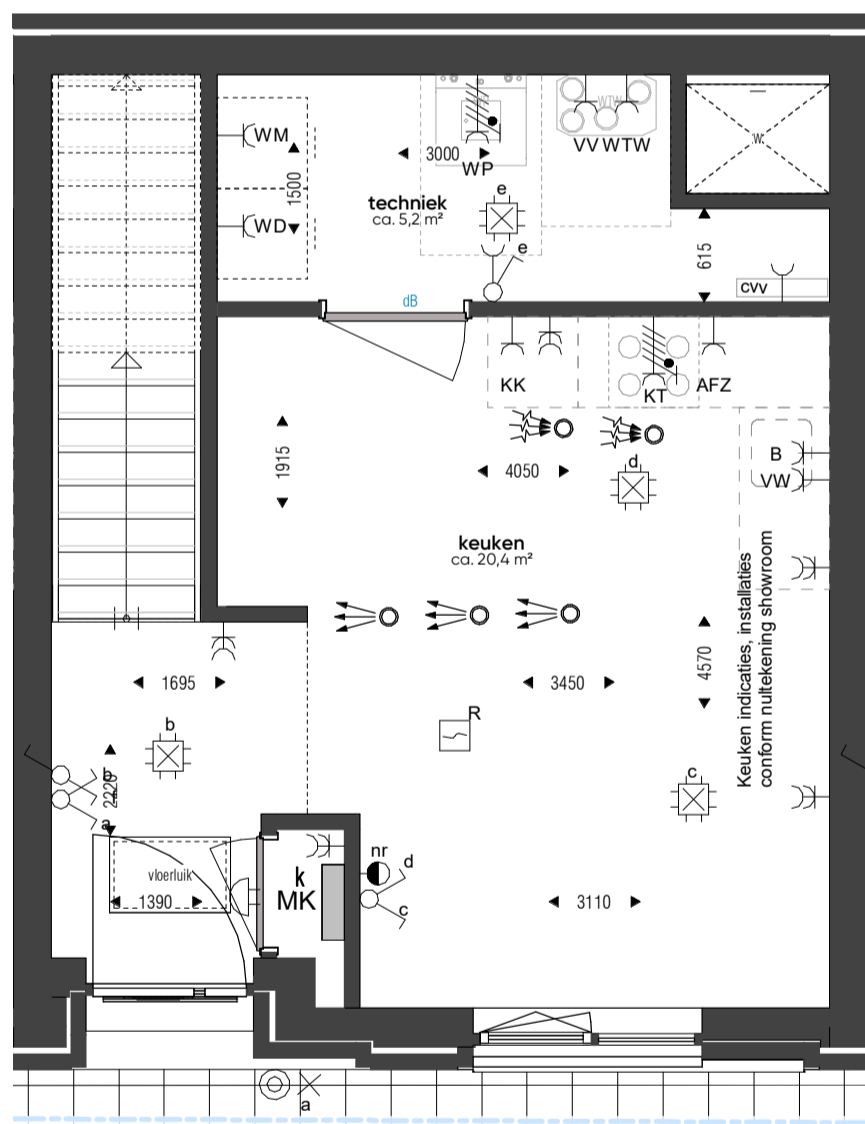 WM
WTW
3000
VV WTW
WP
W.
1500
techniek
ca. 5,2 m²
e
WD
e
615
cvv
dB
KK
KT
AFZ
1915
4050
d
B
VW
keuken
ca. 20,4 m²
Keuken indicaties, installaties
conform nultekening showroom
1695
3450
4570
b
R
b
2220
c
a
vloerluik
k
MK
nr
d
c
1390
3110
a